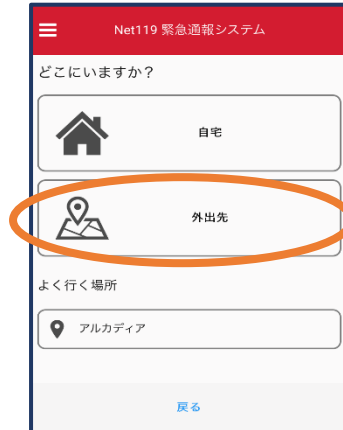 Net119 緊急通報システム
どこにいますか？
自宅
外出先
よく行く場所
アルカディア
戻る